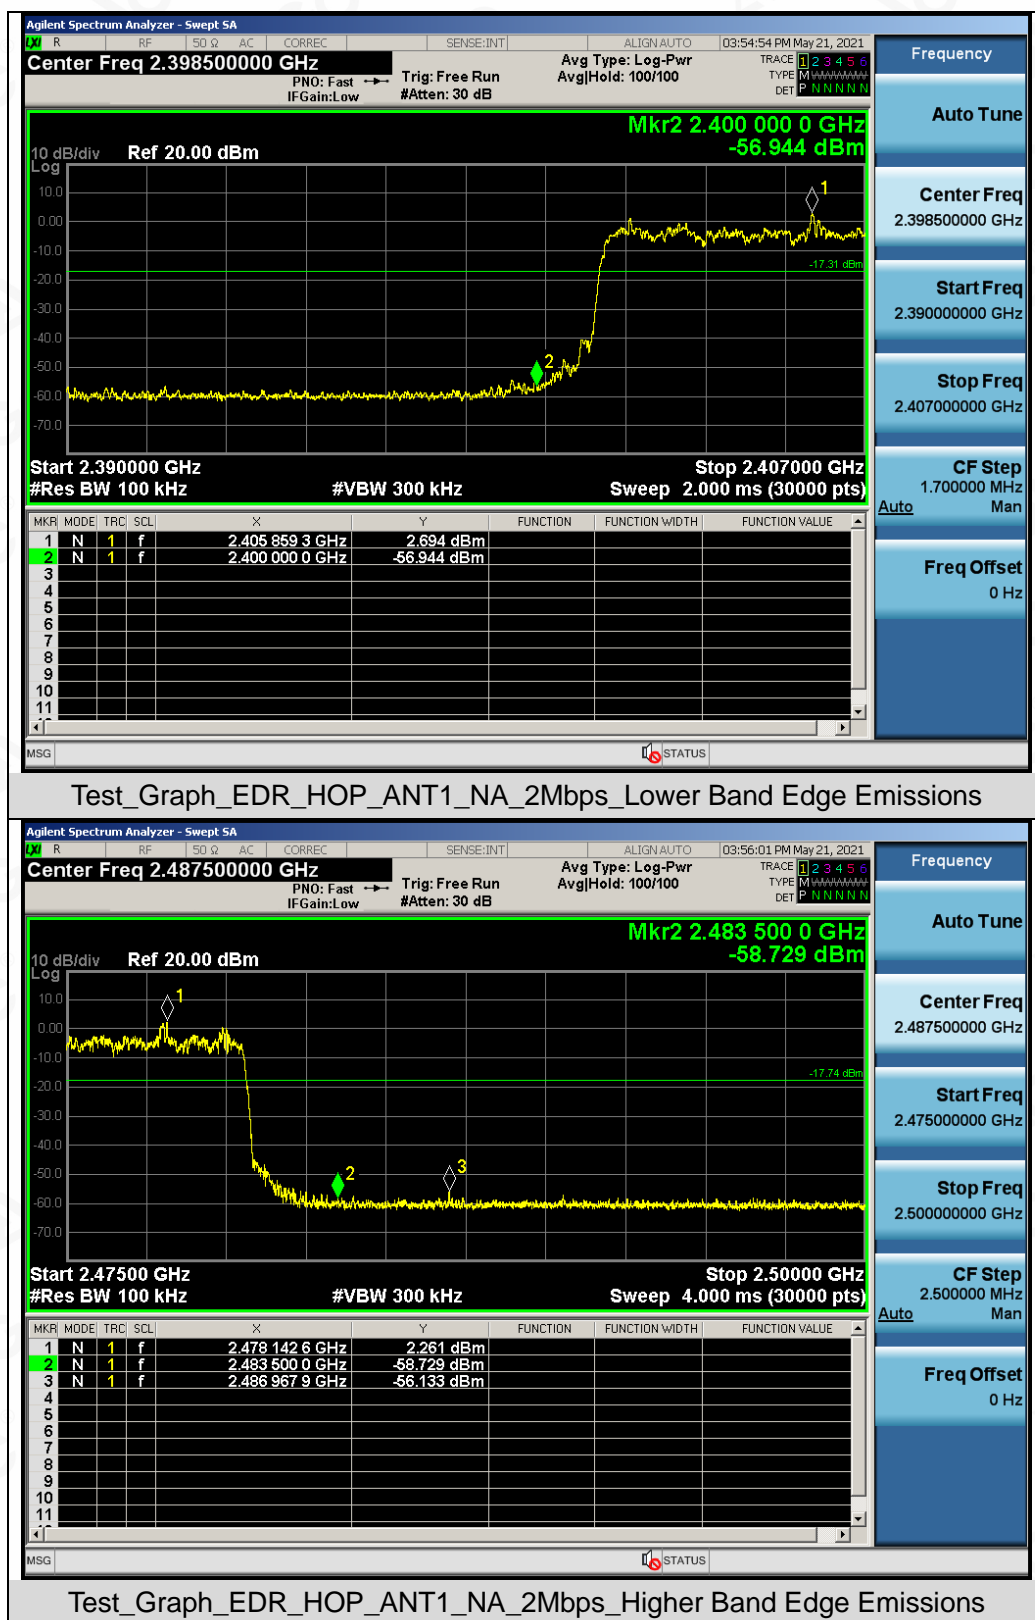 Agilent Spectrum Analyzer - Swept SA
LXI R RF 50 Ω AC CORREC SENSE:INT ALIGN AUTO 03:54:54 PM May 21, 2021
Center Freq 2.398500000 GHz
PNO: Fast
IFGain:Low
Trig: Free Run
#Atten: 30 dB
Avg Type: Log-Pwr
Avg|Hold: 100/100
TRACE 1 2 3 4 5 6
TYPE M
DET P N N N N N
Mkr2 2.400 000 0 GHz
-56.944 dBm
10 dB/div Ref 20.00 dBm
Log
10.0
0.00
-10.0
-20.0
-30.0
-40.0
-50.0
-60.0
-70.0
1
-17.31 dBm
2
Start 2.390000 GHz Stop 2.407000 GHz
#Res BW 100 kHz #VBW 300 kHz Sweep 2.000 ms (30000 pts)
MKR MODE TRC SCL X Y FUNCTION FUNCTION WIDTH FUNCTION VALUE
1 N 1 f 2.405 859 3 GHz 2.694 dBm
2 N 1 f 2.400 000 0 GHz -56.944 dBm
3
4
5
6
7
8
9
10
11
MSG STATUS
Frequency
Auto Tune
Center Freq
2.398500000 GHz
Start Freq
2.390000000 GHz
Stop Freq
2.407000000 GHz
CF Step
1.700000 MHz
Auto Man
Freq Offset
0 Hz
Test_Graph_EDR_HOP_ANT1_NA_2Mbps_Lower Band Edge Emissions
Agilent Spectrum Analyzer - Swept SA
LXI R RF 50 Ω AC CORREC SENSE:INT ALIGN AUTO 03:56:01 PM May 21, 2021
Center Freq 2.487500000 GHz
PNO: Fast
IFGain:Low
Trig: Free Run
#Atten: 30 dB
Avg Type: Log-Pwr
Avg|Hold: 100/100
TRACE 1 2 3 4 5 6
TYPE M
DET P N N N N N
Mkr2 2.483 500 0 GHz
-58.729 dBm
10 dB/div Ref 20.00 dBm
Log
10.0
0.00
-10.0
-20.0
-30.0
-40.0
-50.0
-60.0
-70.0
1
-17.74 dBm
2
3
Start 2.47500 GHz Stop 2.50000 GHz
#Res BW 100 kHz #VBW 300 kHz Sweep 4.000 ms (30000 pts)
MKR MODE TRC SCL X Y FUNCTION FUNCTION WIDTH FUNCTION VALUE
1 N 1 f 2.478 142 6 GHz 2.261 dBm
2 N 1 f 2.483 500 0 GHz -58.729 dBm
3 N 1 f 2.486 967 9 GHz -56.133 dBm
4
5
6
7
8
9
10
11
MSG STATUS
Frequency
Auto Tune
Center Freq
2.487500000 GHz
Start Freq
2.475000000 GHz
Stop Freq
2.500000000 GHz
CF Step
2.500000 MHz
Auto Man
Freq Offset
0 Hz
Test_Graph_EDR_HOP_ANT1_NA_2Mbps_Higher Band Edge Emissions